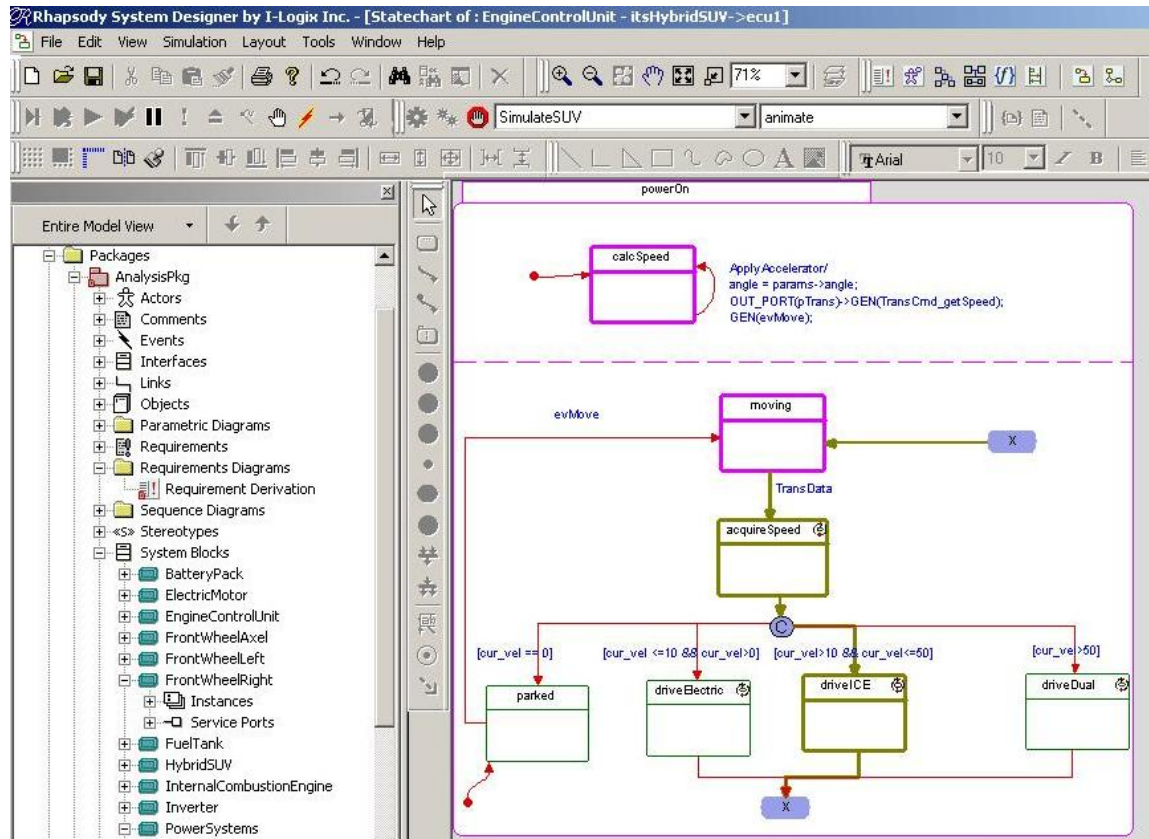 Rhapsody System Designer by I-Logix Inc. - [Statechart of : EngineControlUnit - itsHybridSUV->ecu1]
File Edit View Simulation Layout Tools Window Help
71%
SimulateSUV animate
Arial 10 I B
Entire Model View
Packages
AnalysisPkg
Actors
Comments
Events
Interfaces
Links
Objects
Parametric Diagrams
Requirements
Requirements Diagrams
Requirement Derivation
Sequence Diagrams
«S» Stereotypes
System Blocks
BatteryPack
ElectricMotor
EngineControlUnit
FrontWheelAxel
FrontWheelLeft
FrontWheelRight
Instances
Service Ports
FuelTank
HybridSUV
InternalCombustionEngine
Inverter
PowerSystems
powerOn
calcSpeed
ApplyAccelerator/
angle = params->angle;
OUT_PORT(pTrans)->GEN(TransCmd_getSpeed);
GEN(evMove);
evMove
moving
X
TransData
acquireSpeed
C
[cur_vel == 0] [cur_vel <=10 && cur_vel>0] [cur_vel>10 && cur_vel<=50] [cur_vel>50]
parked driveElectric driveICE driveDual
X